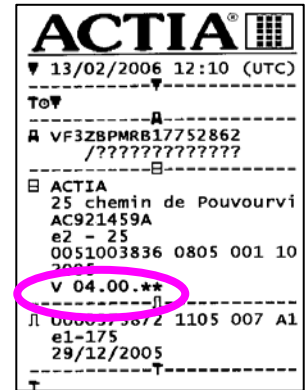 ACTIA®
▼ 13/02/2006 12:10 (UTC)
--------▼--------
T⊙▼
VF3ZBPMRB17752862
/?????????????
ACTIA
25 chemin de Pouvourvi
AC921459A
e2 - 25
0051003836 0805 001 10
2005
V 04.00.**
1105 007 A1
e1-175
29/12/2005
--------T--------
T